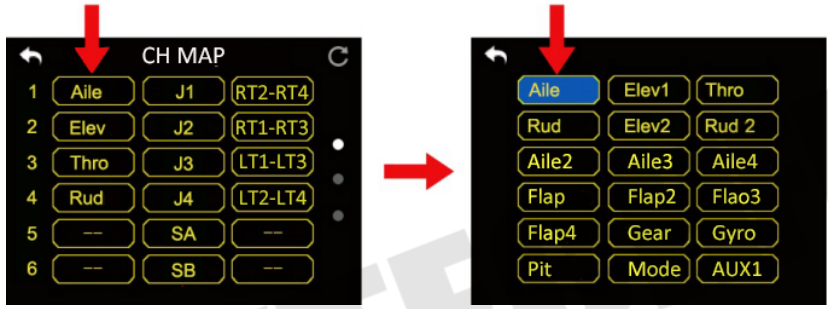 CH MAP
1 Aile J1 RT2-RT4
2 Elev J2 RT1-RT3
3 Thro J3 LT1-LT3
4 Rud J4 LT2-LT4
5 -- SA --
6 -- SB --
Aile Elev1 Thro
Rud Elev2 Rud 2
Aile2 Aile3 Aile4
Flap Flap2 Flao3
Flap4 Gear Gyro
Pit Mode AUX1